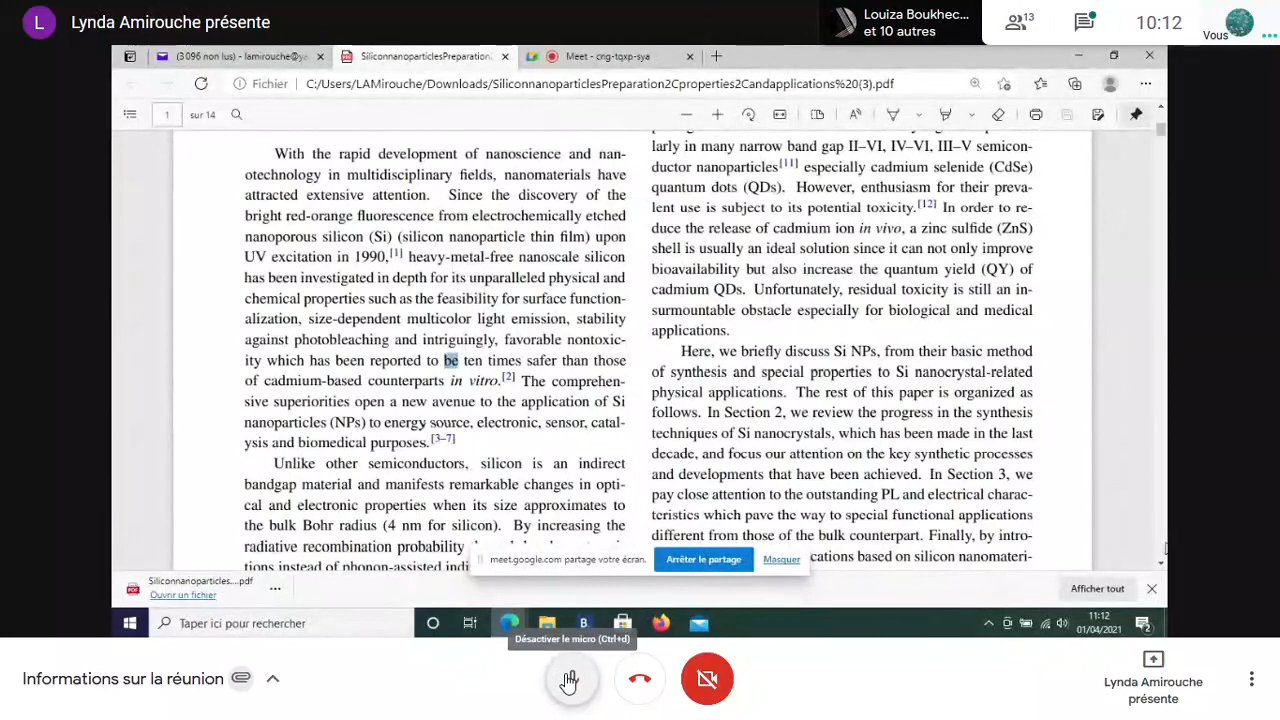 L
Lynda Amirouche présente
Louiza Boukhec...
et 10 autres
13
10:12
Vous
(3 096 non lus) - lamirouche@ya
SiliconnanoparticlesPreparation2
Meet - cng-tqxp-sya
Fichier
C:/Users/LAMirouche/Downloads/SiliconnanoparticlesPreparation2Cproperties2Candapplications%20(3).pdf
1 sur 14
With the rapid development of nanoscience and nan-
otechnology in multidisciplinary fields, nanomaterials have
attracted extensive attention. Since the discovery of the
bright red-orange fluorescence from electrochemically etched
nanoporous silicon (Si) (silicon nanoparticle thin film) upon
UV excitation in 1990,[1] heavy-metal-free nanoscale silicon
has been investigated in depth for its unparalleled physical and
chemical properties such as the feasibility for surface function-
alization, size-dependent multicolor light emission, stability
against photobleaching and intriguingly, favorable nontoxic-
ity which has been reported to be ten times safer than those
of cadmium-based counterparts in vitro.[2] The comprehen-
sive superiorities open a new avenue to the application of Si
nanoparticles (NPs) to energy source, electronic, sensor, catal-
ysis and biomedical purposes.[3–7]
Unlike other semiconductors, silicon is an indirect
bandgap material and manifests remarkable changes in opti-
cal and electronic properties when its size approximates to
the bulk Bohr radius (4 nm for silicon). By increasing the
radiative recombination probability
tions instead of phonon-assisted indi
larly in many narrow band gap II–VI, IV–VI, III–V semicon-
ductor nanoparticles[11] especially cadmium selenide (CdSe)
quantum dots (QDs). However, enthusiasm for their preva-
lent use is subject to its potential toxicity.[12] In order to re-
duce the release of cadmium ion in vivo, a zinc sulfide (ZnS)
shell is usually an ideal solution since it can not only improve
bioavailability but also increase the quantum yield (QY) of
cadmium QDs. Unfortunately, residual toxicity is still an in-
surmountable obstacle especially for biological and medical
applications.
Here, we briefly discuss Si NPs, from their basic method
of synthesis and special properties to Si nanocrystal-related
physical applications. The rest of this paper is organized as
follows. In Section 2, we review the progress in the synthesis
techniques of Si nanocrystals, which has been made in the last
decade, and focus our attention on the key synthetic processes
and developments that have been achieved. In Section 3, we
pay close attention to the outstanding PL and electrical charac-
teristics which pave the way to special functional applications
different from those of the bulk counterpart. Finally, by intro-
cations based on silicon nanomateri-
meet.google.com partage votre écran.
Arrêter le partage
Masquer
Siliconnanoparticles....pdf
Ouvrir un fichier
Afficher tout
Taper ici pour rechercher
11:12
01/04/2021
2
Désactiver le micro (Ctrl+d)
Informations sur la réunion
Lynda Amirouche
présente